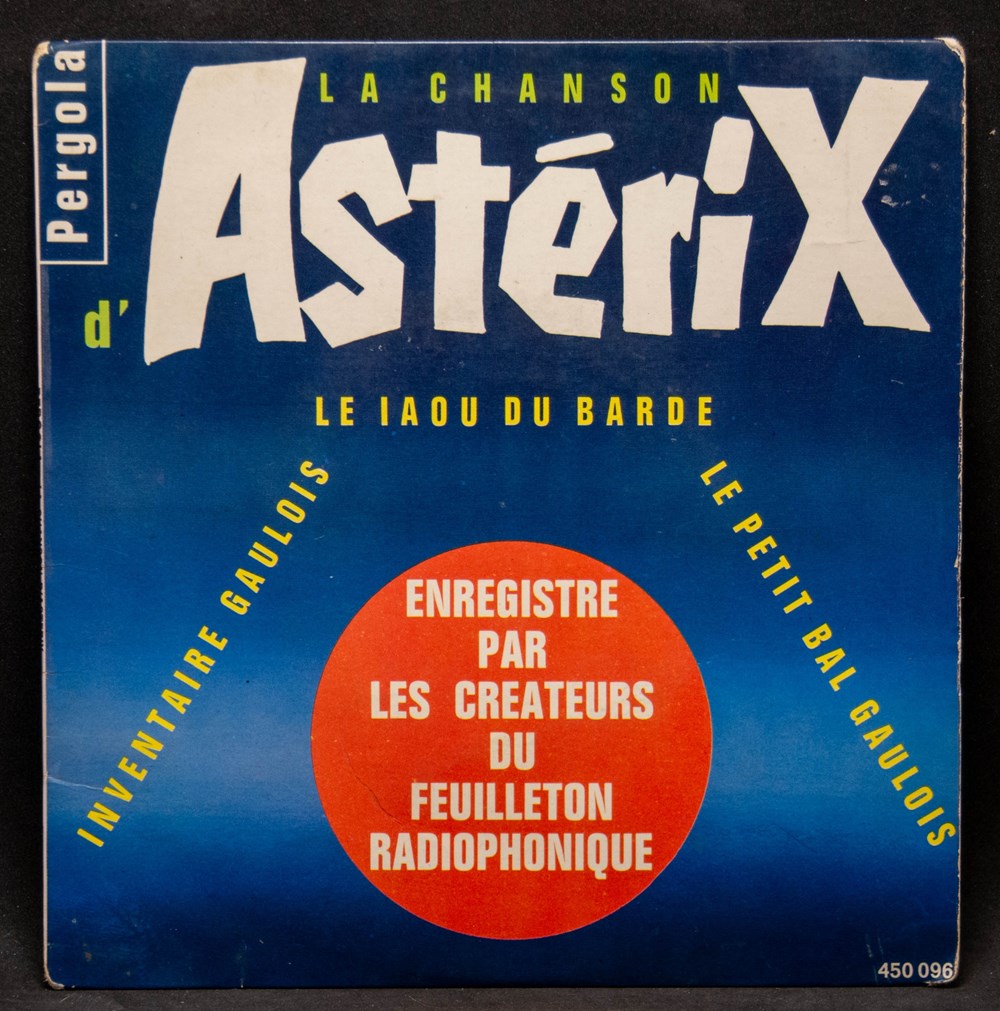 Pergola
LA CHANSON
d'
AstériX
LE IAOU DU BARDE
INVENTAIRE GAULOIS
LE PETIT BAL GAULOIS
ENREGISTRE
PAR
LES CREATEURS
DU
FEUILLETON
RADIOPHONIQUE
450 096